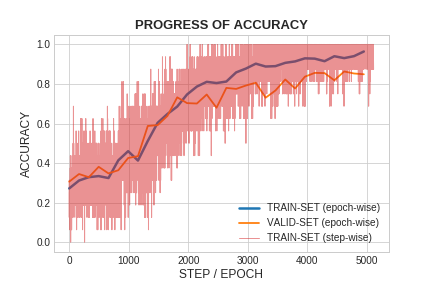 PROGRESS OF ACCURACY
1.0
0.8
0.6
0.4
0.2
0.0
ACCURACY
TRAIN-SET (epoch-wise)
VALID-SET (epoch-wise)
TRAIN-SET (step-wise)
0 1000 2000 3000 4000 5000
STEP / EPOCH